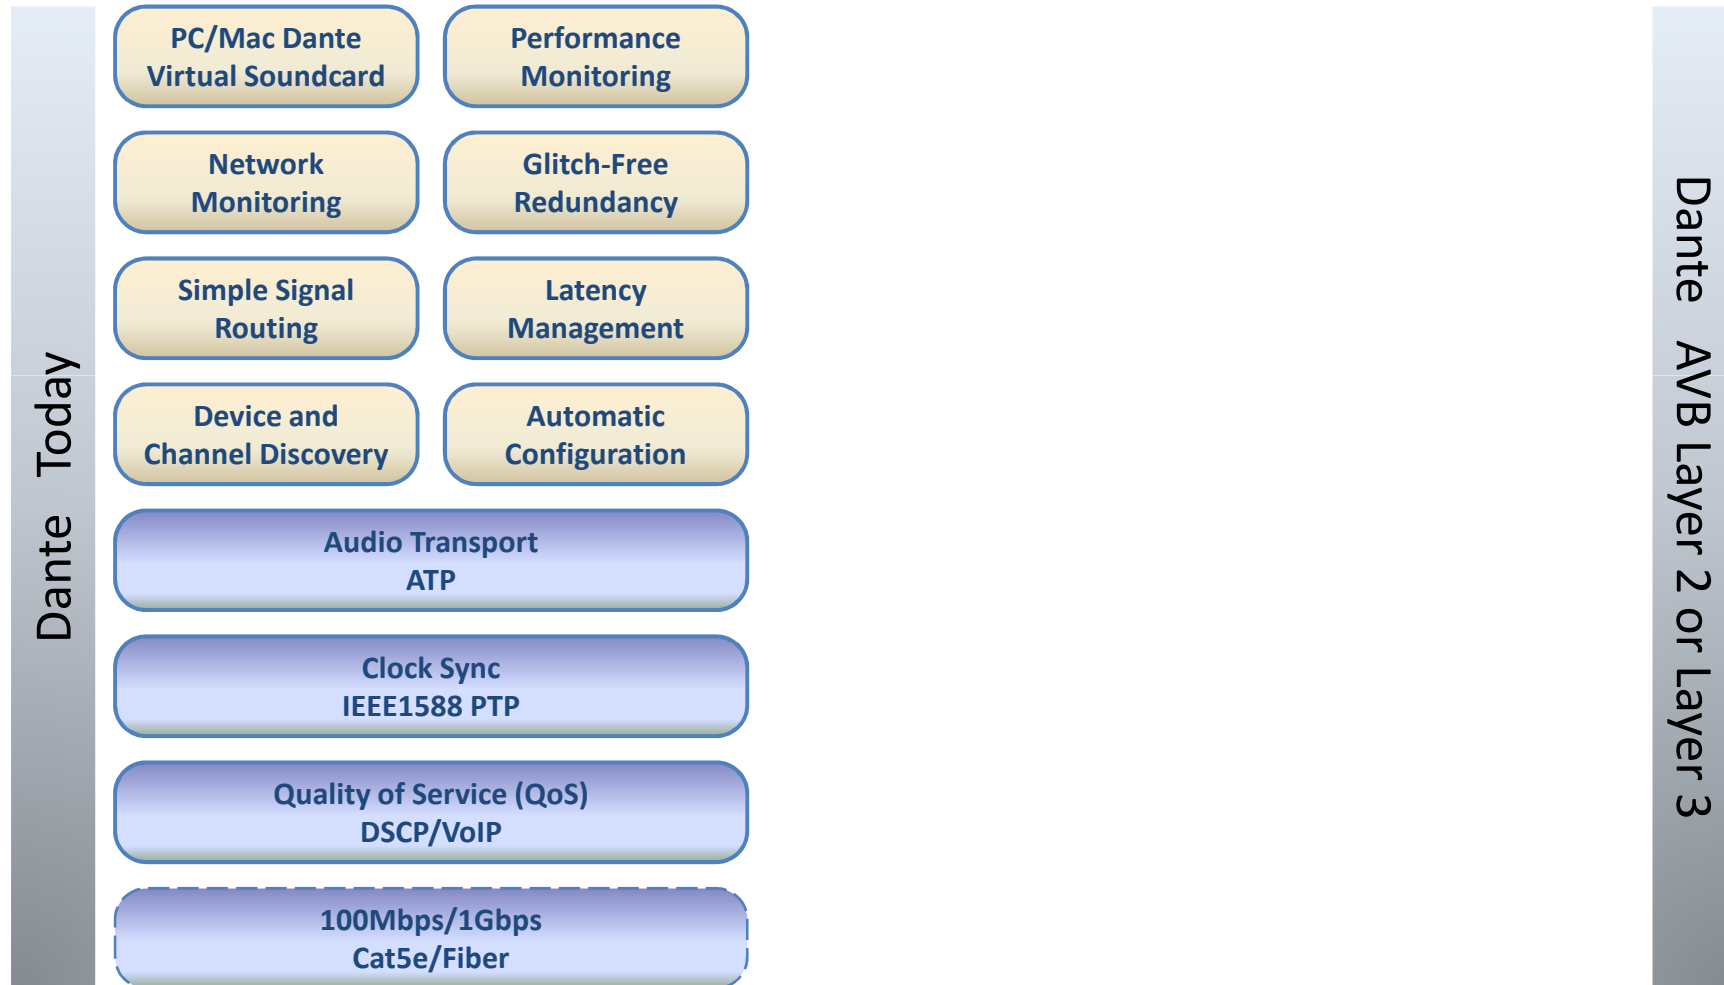 Dante Today
PC/Mac Dante
Virtual Soundcard
Performance
Monitoring
Network
Monitoring
Glitch-Free
Redundancy
Simple Signal
Routing
Latency
Management
Device and
Channel Discovery
Automatic
Configuration
Audio Transport
ATP
Clock Sync
IEEE1588 PTP
Quality of Service (QoS)
DSCP/VoIP
100Mbps/1Gbps
Cat5e/Fiber
Dante AVB Layer 2 or Layer 3